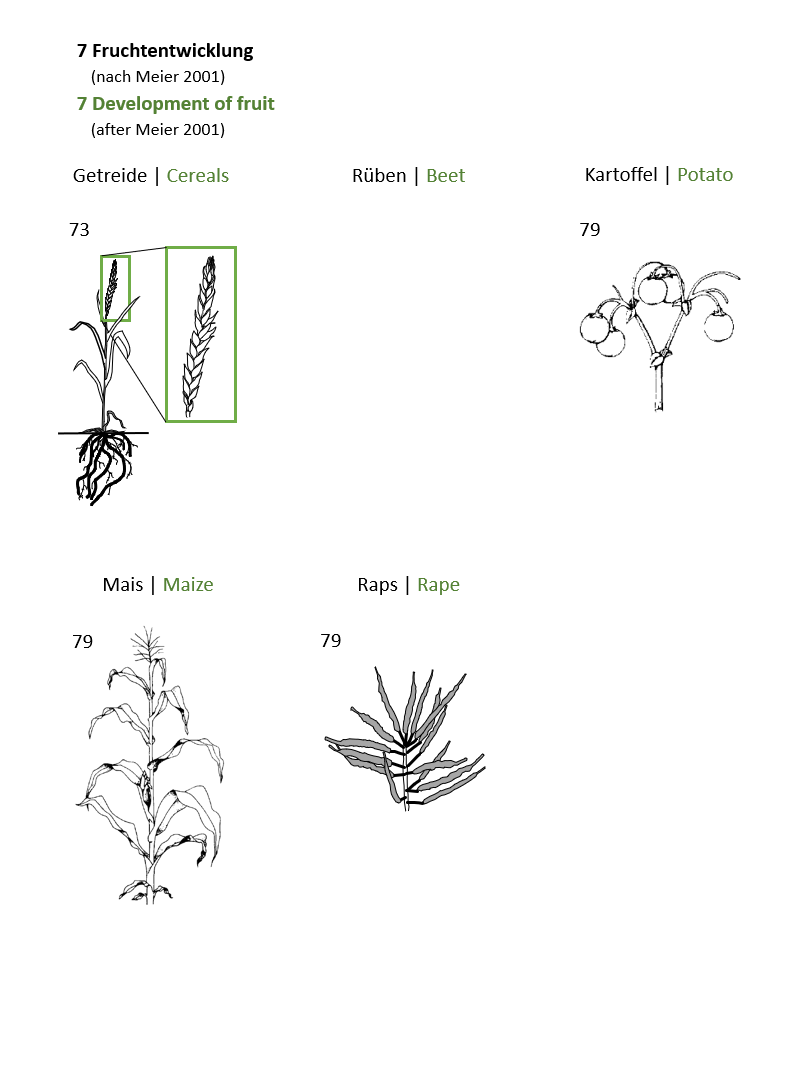 7 Fruchtentwicklung
(nach Meier 2001)
7 Development of fruit
(after Meier 2001)
Getreide | Cereals
Rüben | Beet
Kartoffel | Potato
73
79
Mais | Maize
Raps | Rape
79
79